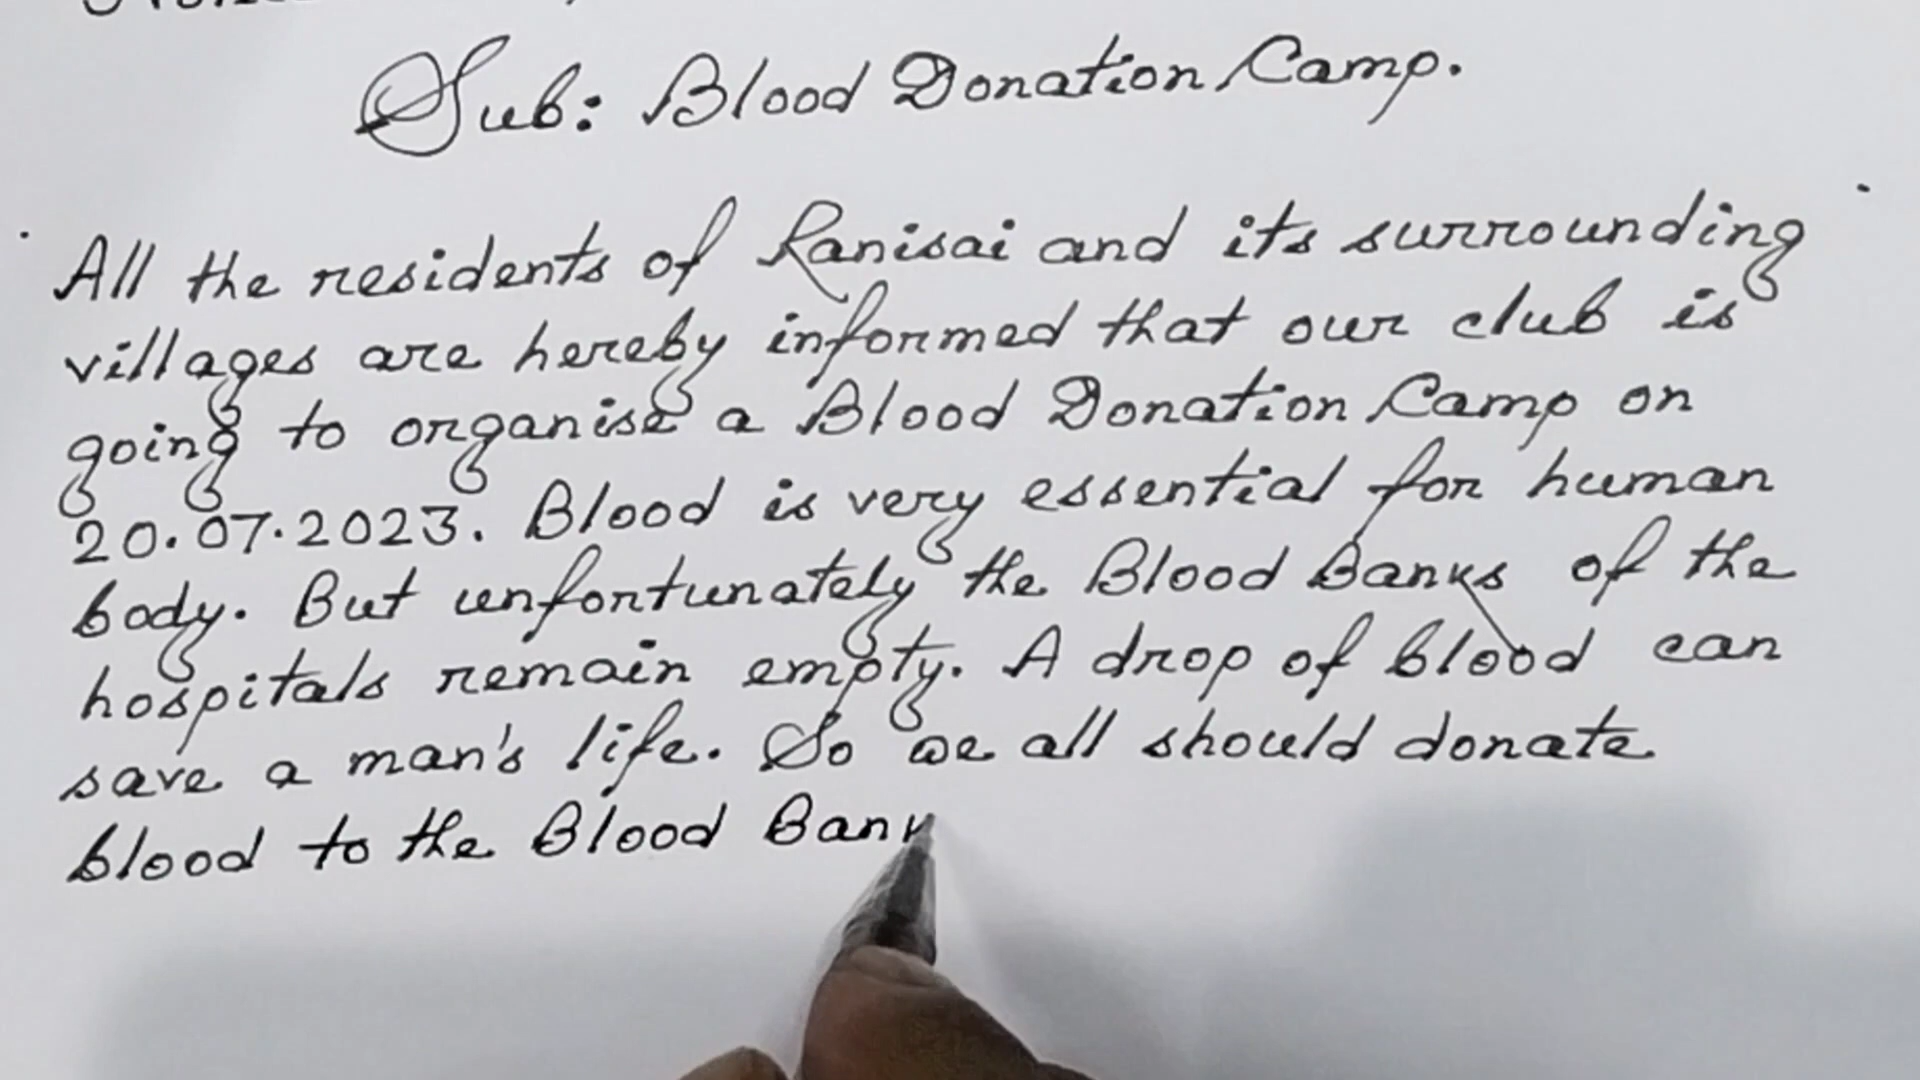 Sub: Blood Donation Camp.
All the residents of Ranisai and its surrounding
villages are hereby informed that our club is
going to organise a Blood Donation Camp on
20.07.2023. Blood is very essential for human
body. But unfortunately the Blood Banks of the
hospitals remain empty. A drop of blood can
save a man's life. So we all should donate
blood to the Blood Bank